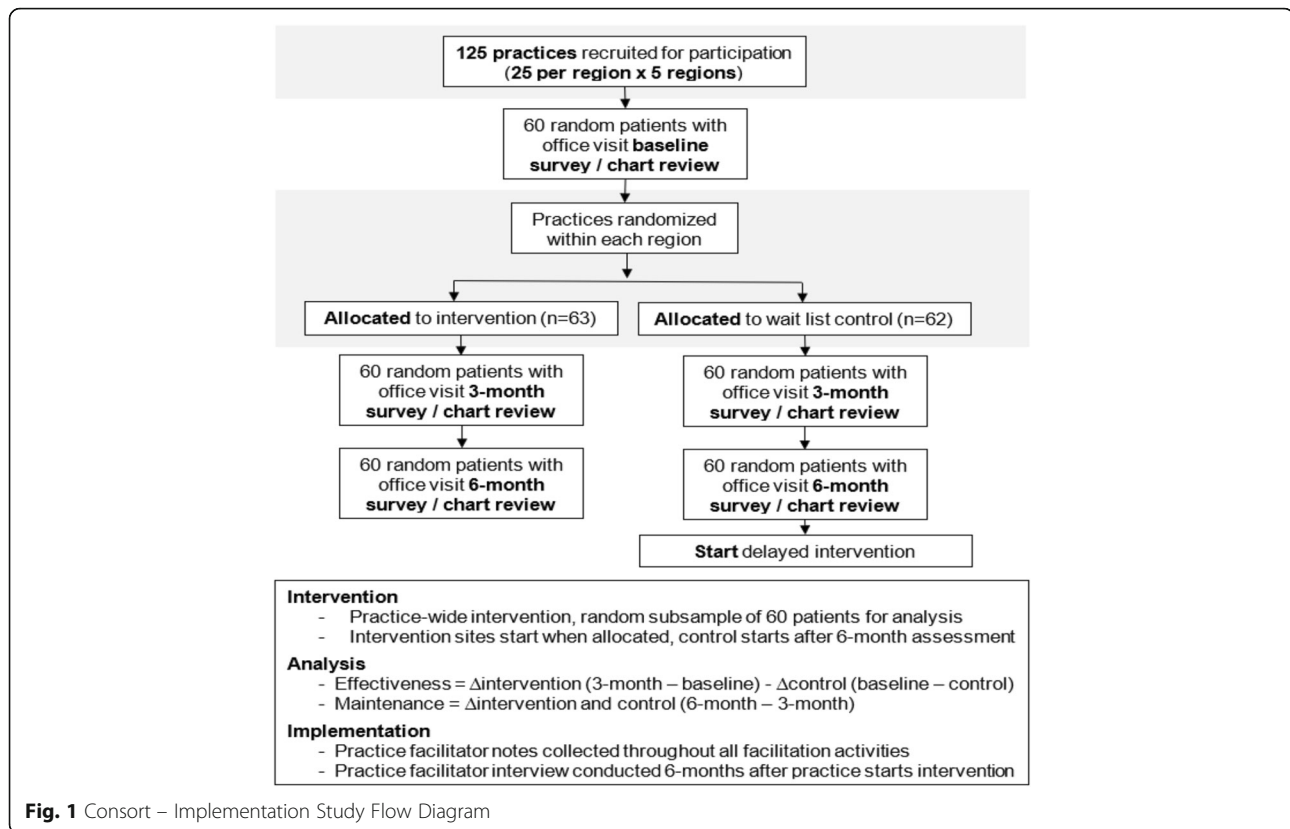 125 practices recruited for participation
(25 per region x 5 regions)
60 random patients with
office visit baseline
survey / chart review
Practices randomized
within each region
Allocated to intervention (n=63)
Allocated to wait list control (n=62)
60 random patients with
office visit 3-month
survey / chart review
60 random patients with
office visit 3-month
survey / chart review
60 random patients with
office visit 6-month
survey / chart review
60 random patients with
office visit 6-month
survey / chart review
Start delayed intervention
Intervention
- Practice-wide intervention, random subsample of 60 patients for analysis
- Intervention sites start when allocated, control starts after 6-month assessment
Analysis
- Effectiveness = Δintervention (3-month – baseline) - Δcontrol (baseline – control)
- Maintenance = Δintervention and control (6-month – 3-month)
Implementation
- Practice facilitator notes collected throughout all facilitation activities
- Practice facilitator interview conducted 6-months after practice starts intervention
Fig. 1 Consort – Implementation Study Flow Diagram